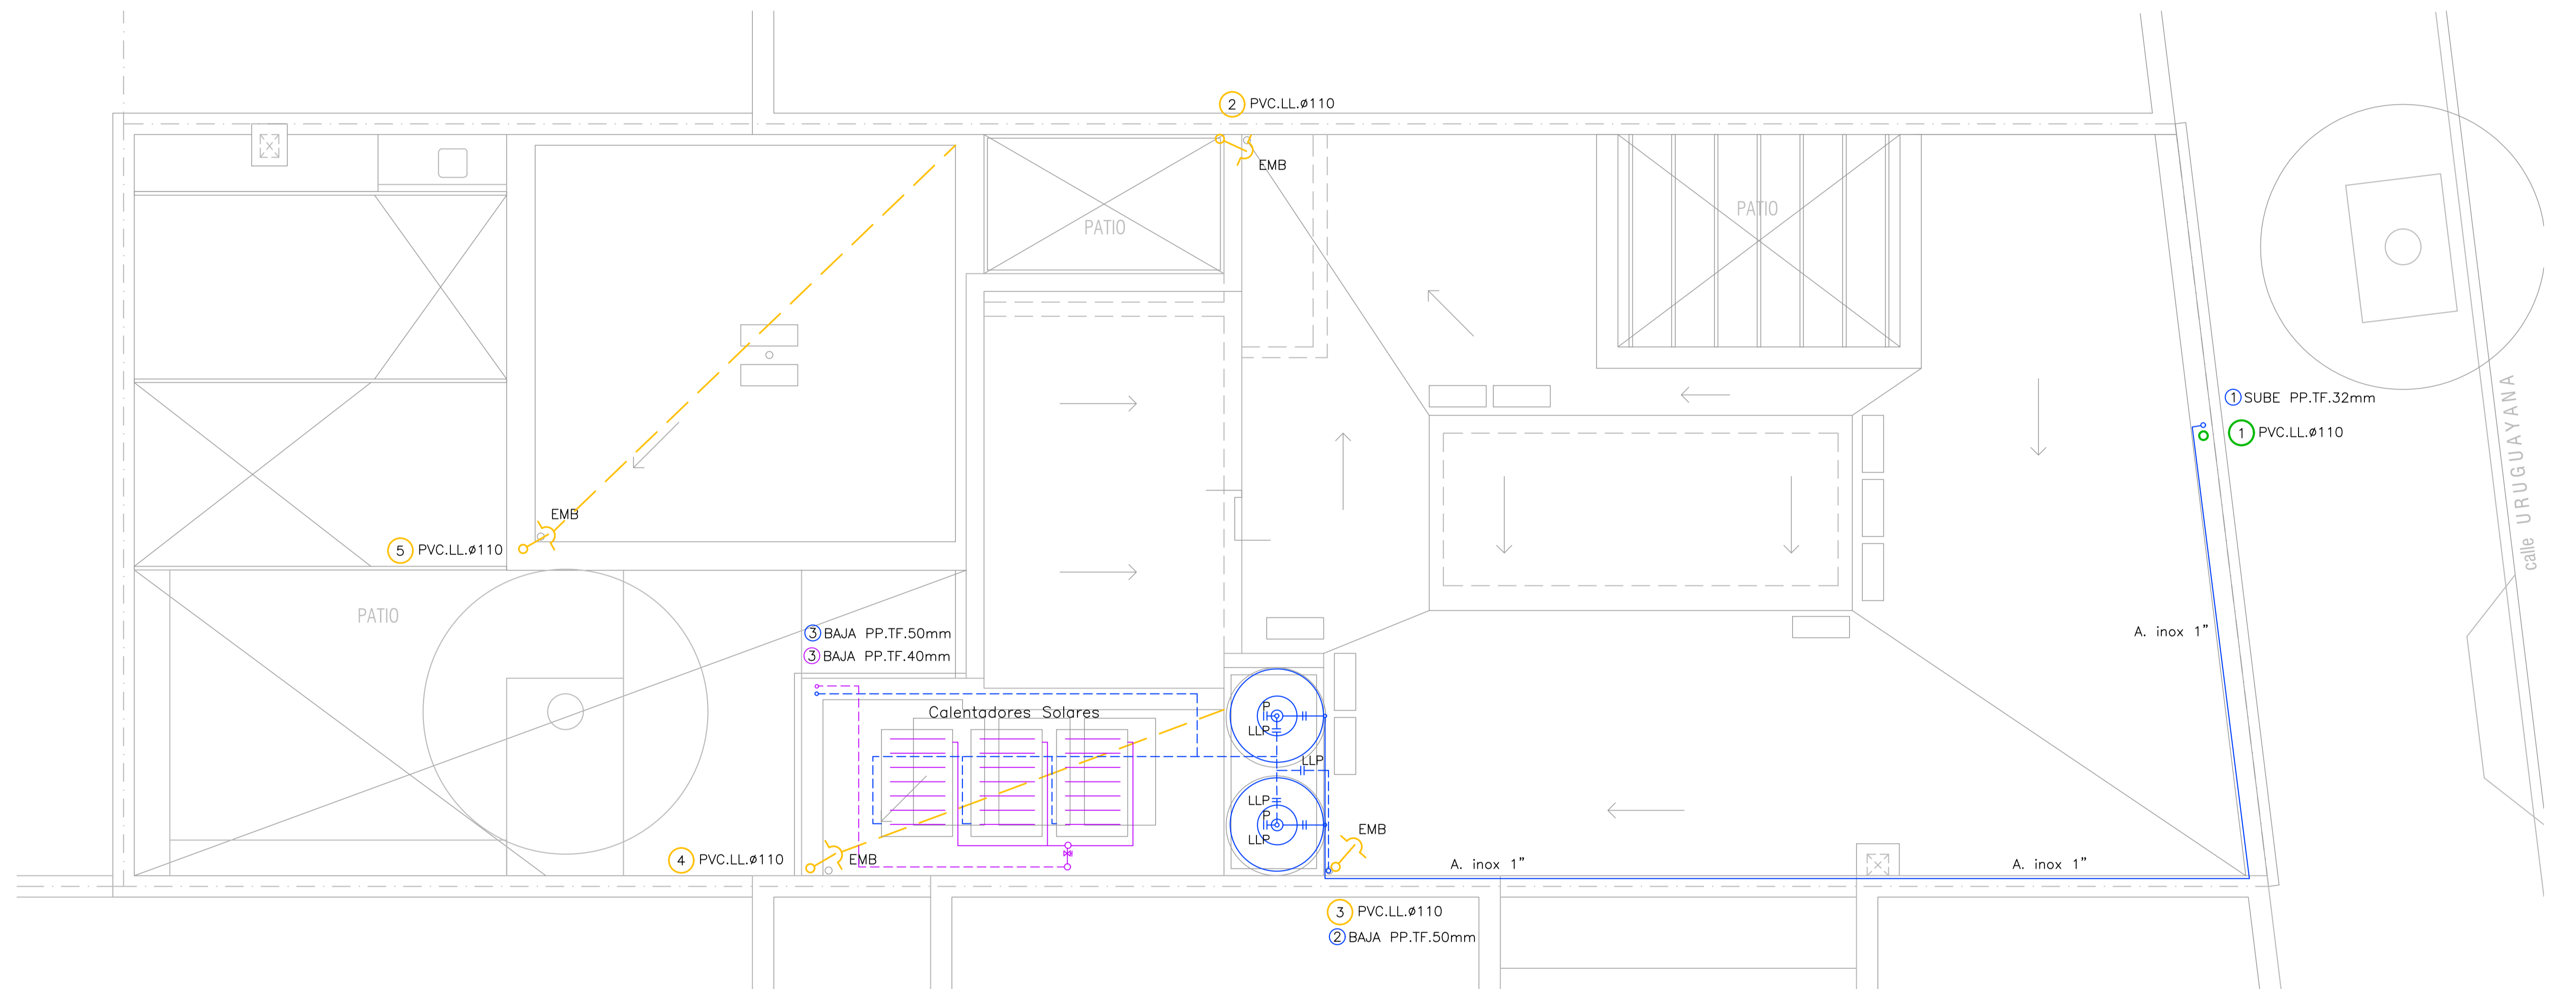 2 PVC.LL.ø110
EMB
PATIO
PATIO
1 SUBE PP.TF.32mm
1 PVC.LL.ø110
calle URUGUAYANA
EMB
5 PVC.LL.ø110
PATIO
3 BAJA PP.TF.50mm
3 BAJA PP.TF.40mm
A. inox 1"
Calentadores Solares
P
LLP
LLP
LLP
P
LLP
EMB
4 PVC.LL.ø110
EMB
A. inox 1"
A. inox 1"
3 PVC.LL.ø110
2 BAJA PP.TF.50mm